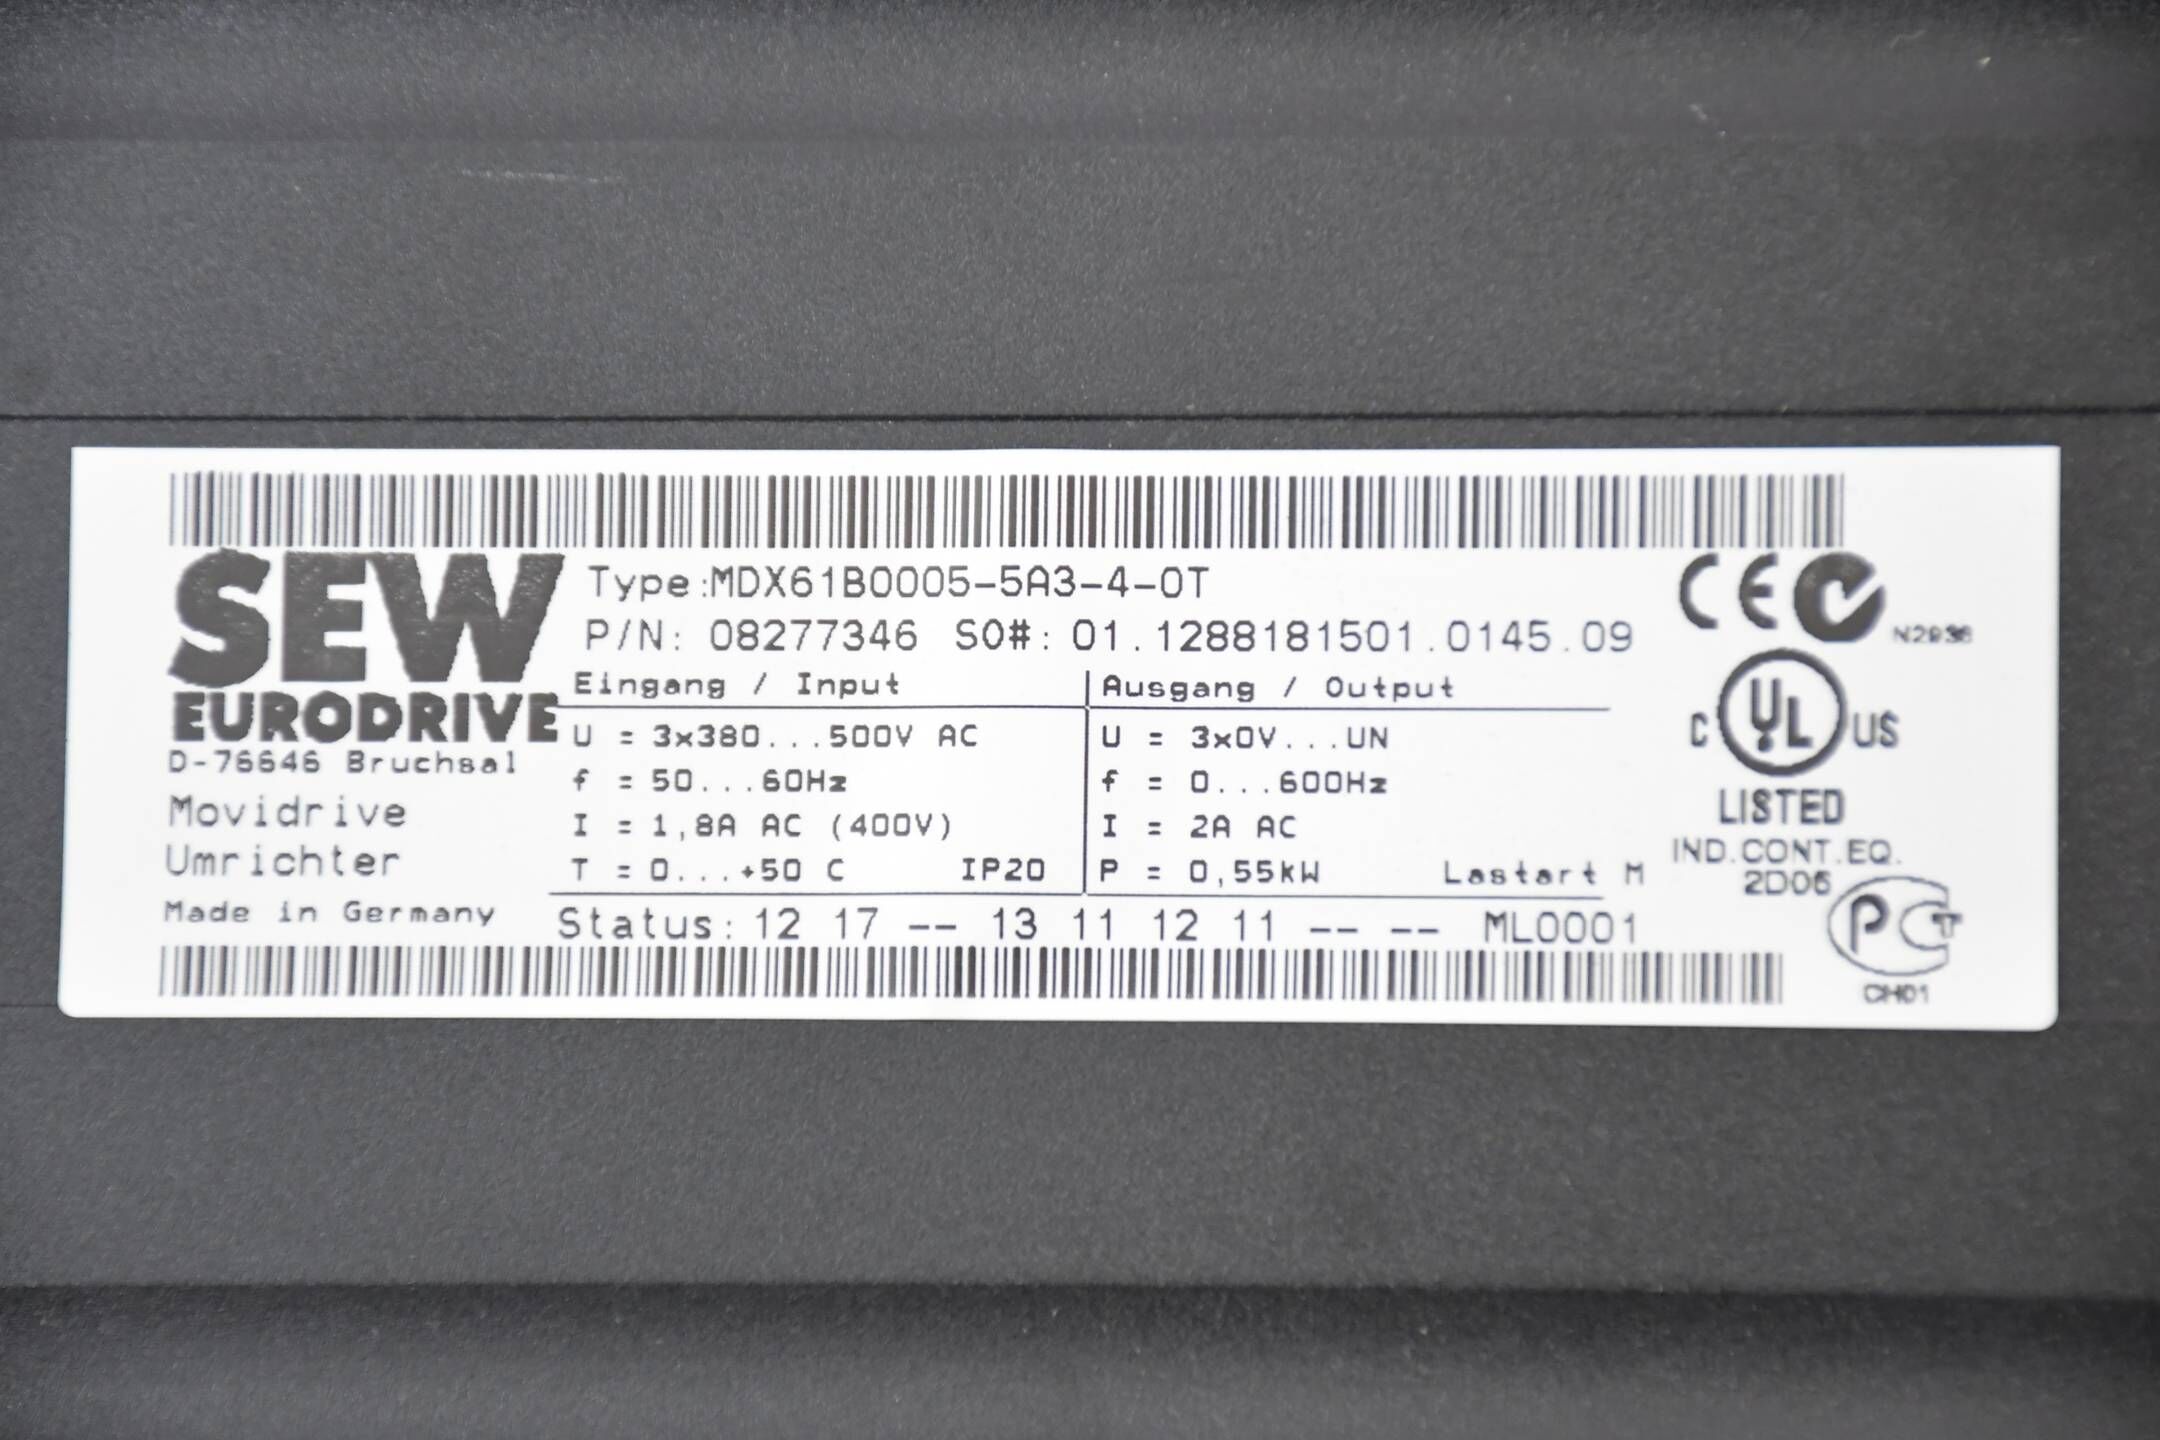 SEW
EURODRIVE
D-76646 Bruchsal
Movidrive
Umrichter
Made in Germany
Type:MDX61B0005-5A3-4-0T
P/N: 08277346 SO#: 01.1288181501.0145.09
Eingang / Input
U = 3x380...500V AC
f = 50...60Hz
I = 1,8A AC (400V)
T = 0...+50 C IP20
Ausgang / Output
U = 3x0V...UN
f = 0...600Hz
I = 2A AC
P = 0,55kW Lastart M
Status: 12 17 -- 13 11 12 11 -- -- ML0001
CE
C UL US
LISTED
IND.CONT.EQ.
2D06
PCT